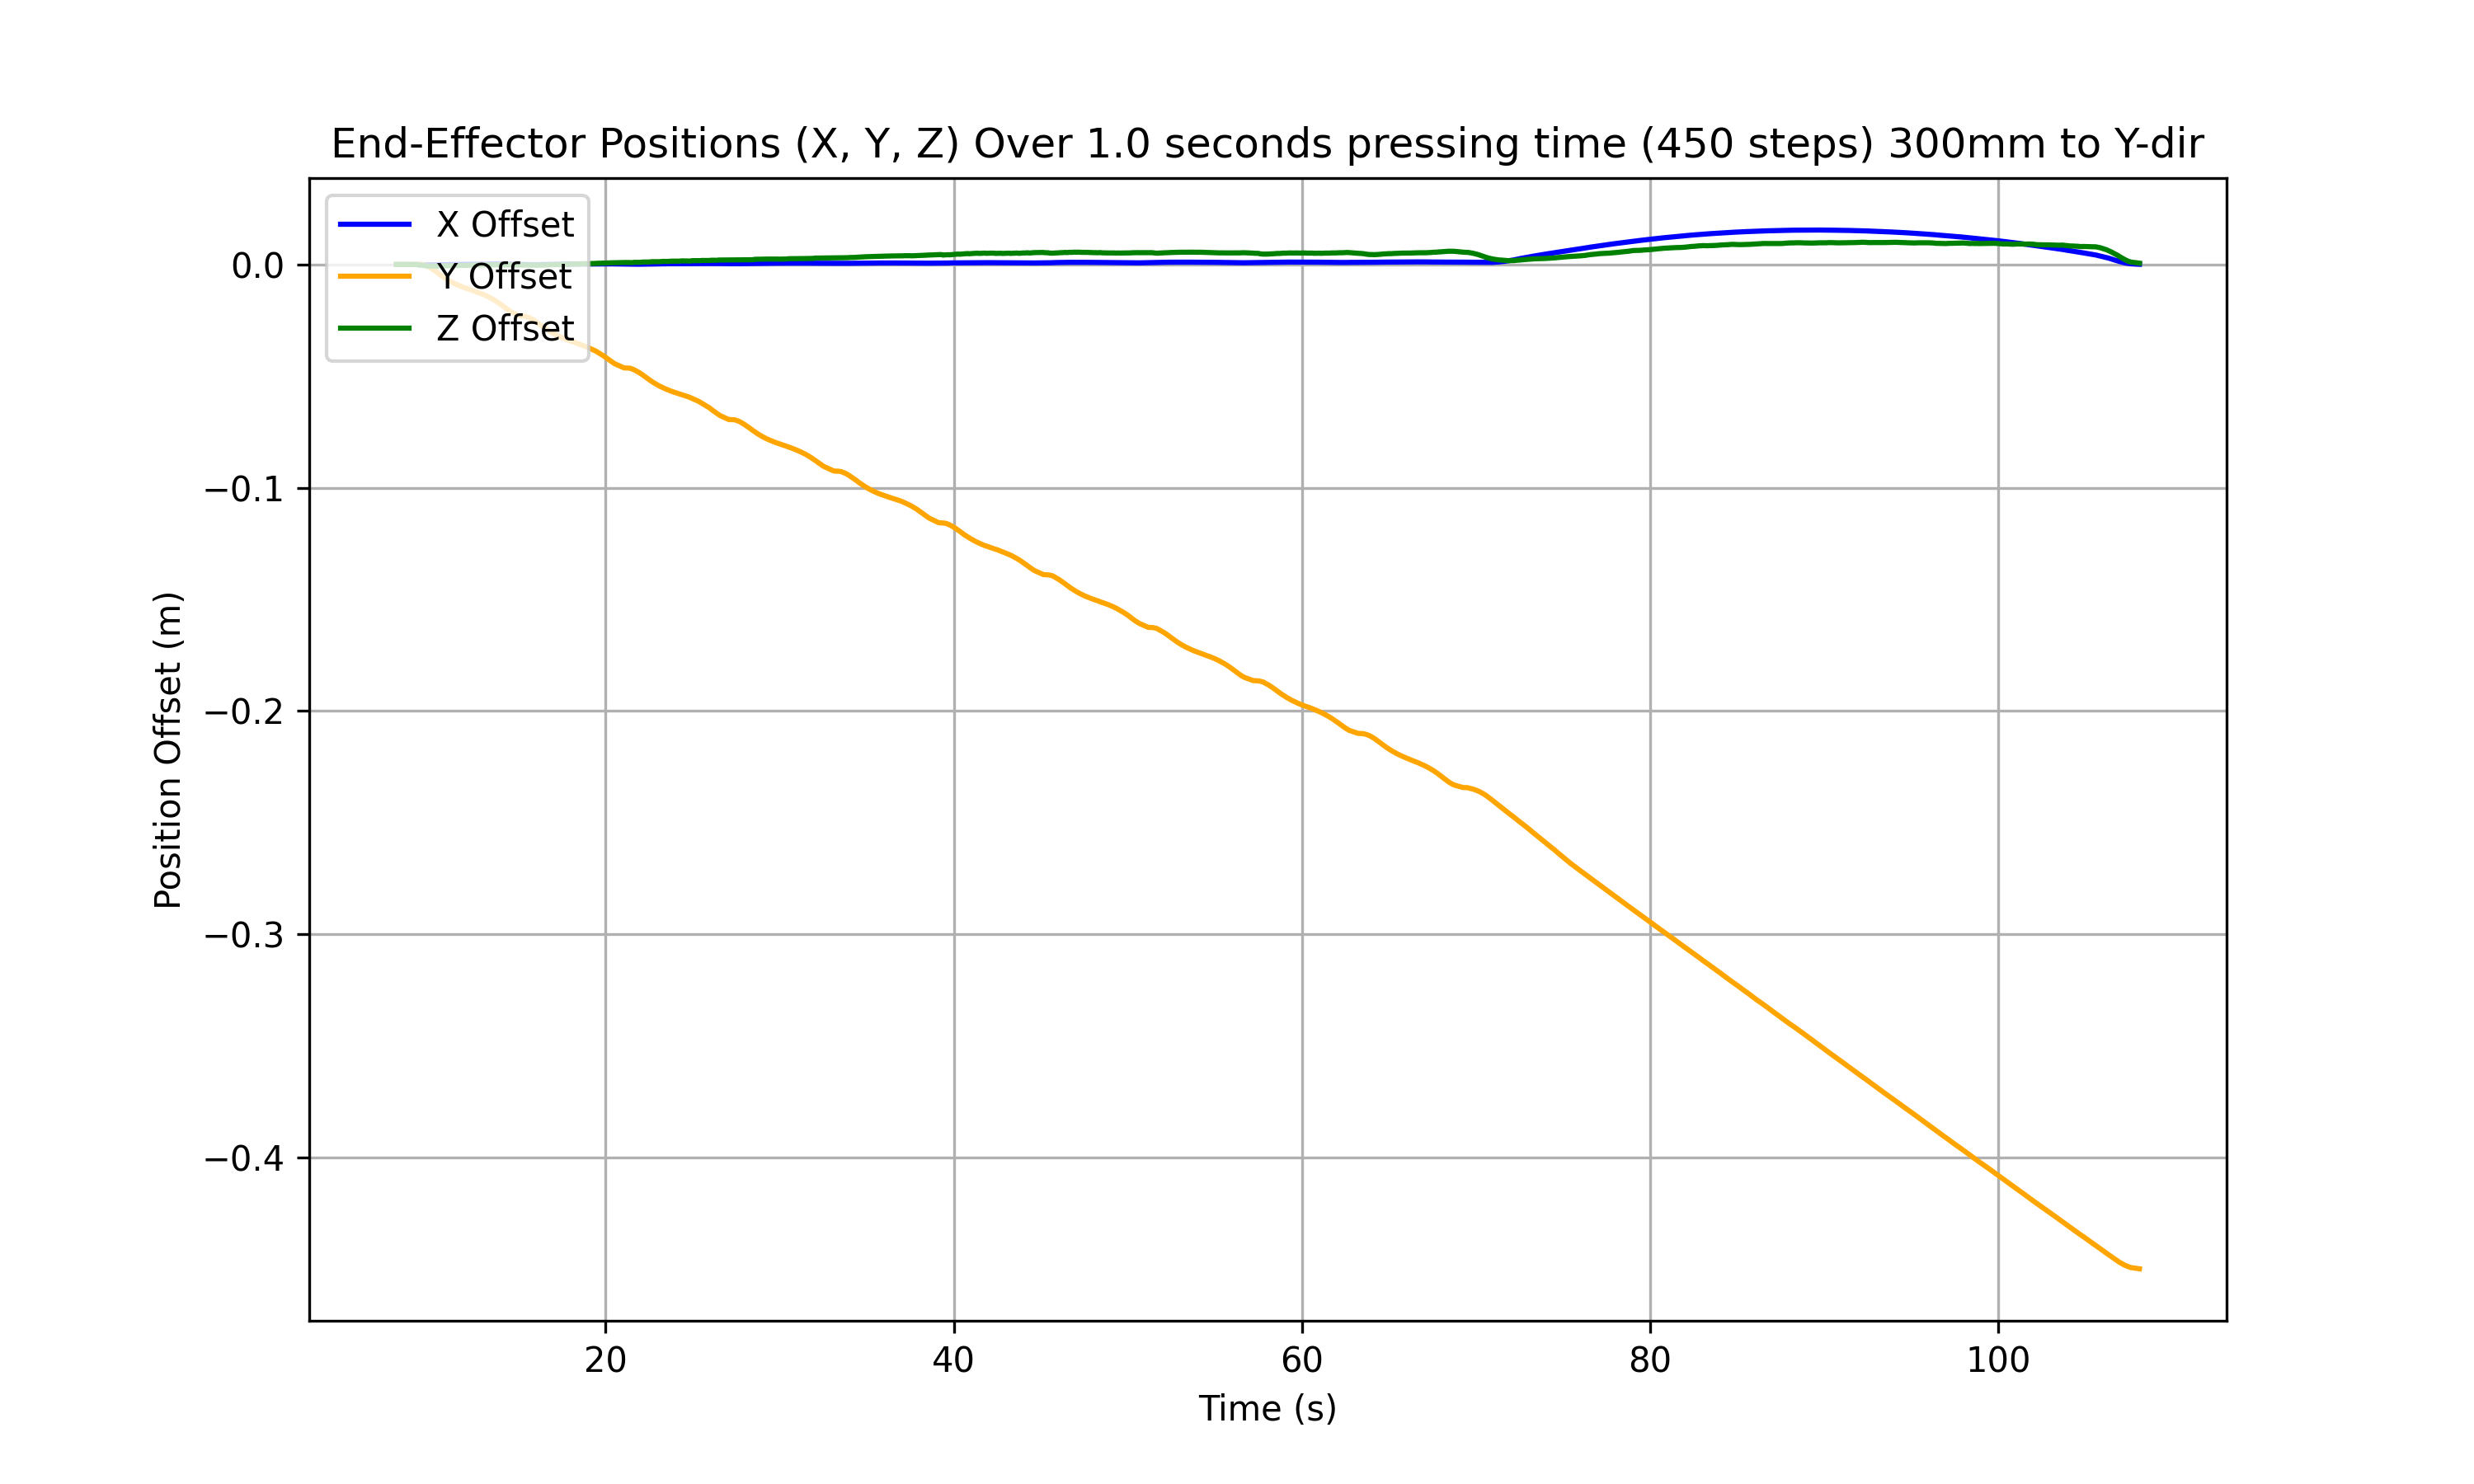 End-Effector Positions (X, Y, Z) Over 1.0 seconds pressing time (450 steps) 300mm to Y-dir
X Offset
Y Offset
Z Offset
0.0
−0.1
−0.2
−0.3
−0.4
Position Offset (m)
20 40 60 80 100
Time (s)